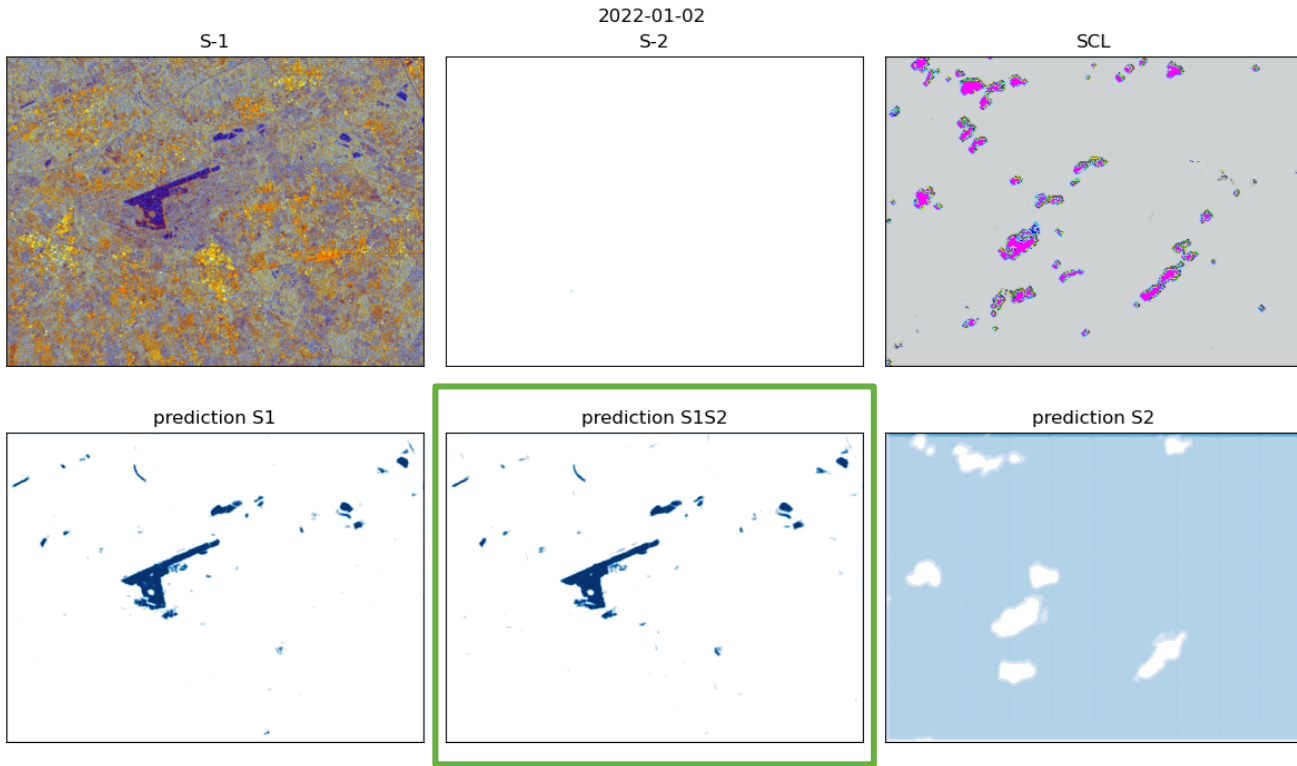 2022-01-02
S-1
S-2
SCL
prediction S1
prediction S1S2
prediction S2